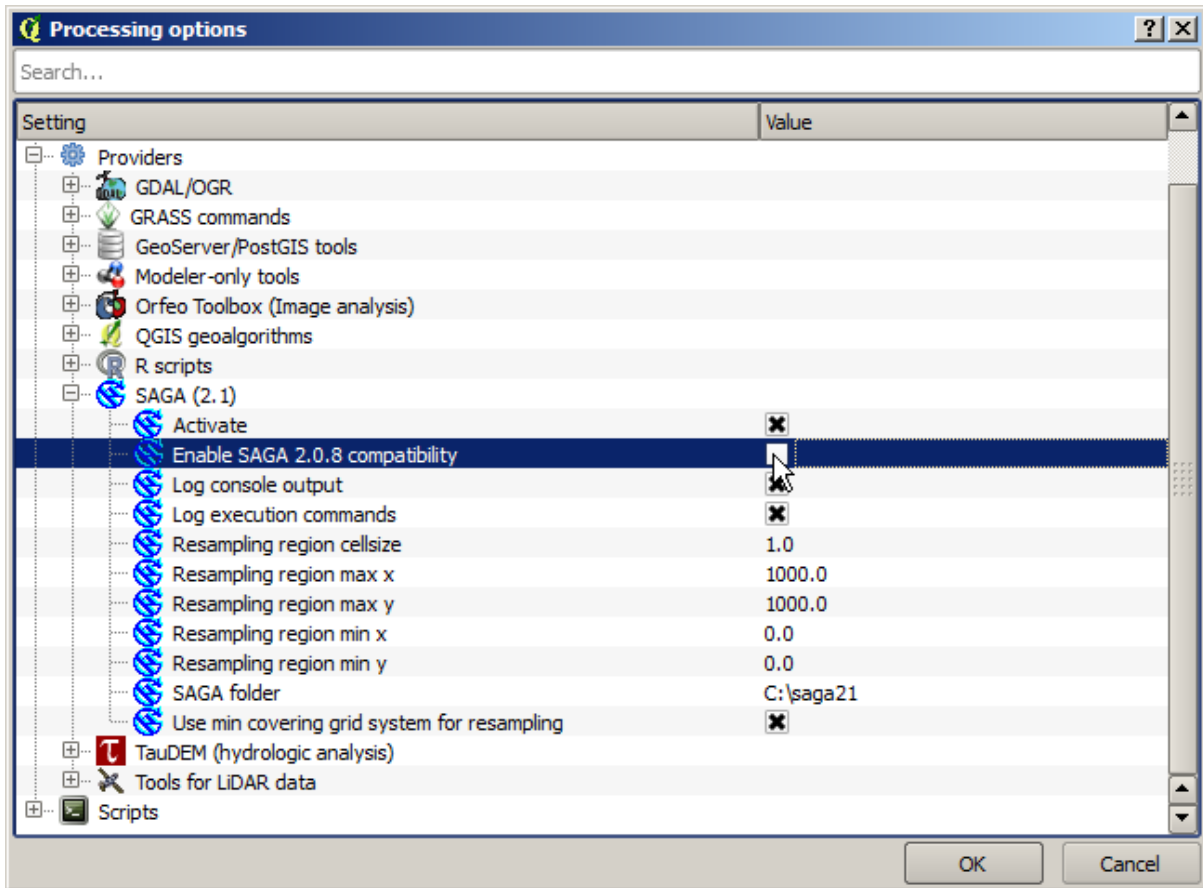 Processing options
Search...
Setting Value
Providers
GDAL/OGR
GRASS commands
GeoServer/PostGIS tools
Modeler-only tools
Orfeo Toolbox (Image analysis)
QGIS geoalgorithms
R scripts
SAGA (2.1)
Activate
Enable SAGA 2.0.8 compatibility
Log console output
Log execution commands
Resampling region cellsize 1.0
Resampling region max x 1000.0
Resampling region max y 1000.0
Resampling region min x 0.0
Resampling region min y 0.0
SAGA folder C:\saga21
Use min covering grid system for resampling
TauDEM (hydrologic analysis)
Tools for LiDAR data
Scripts
OK Cancel